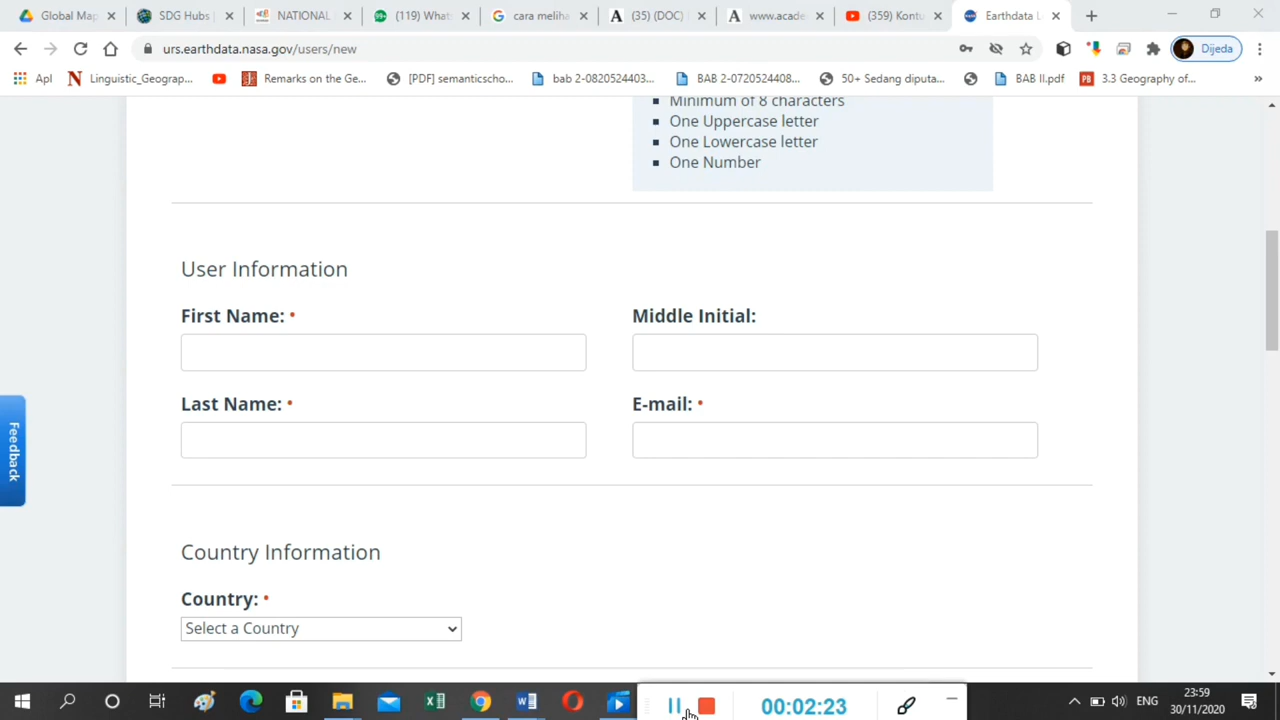 Global Map
SDG Hubs |
NATIONAL
(119) What
cara meliha
(35) (DOC)
www.acade
(359) Kontu
Earthdata L
urs.earthdata.nasa.gov/users/new
Dijeda
Apl
Linguistic_Geograp...
Remarks on the Ge...
[PDF] semanticscho...
bab 2-0820524403...
BAB 2-0720524408...
50+ Sedang diputa...
BAB II.pdf
3.3 Geography of...
»
Minimum of 8 characters
One Uppercase letter
One Lowercase letter
One Number
User Information
First Name: •
Middle Initial:
Last Name: •
E-mail: •
Feedback
Country Information
Country: •
Select a Country
00:02:23
ENG
23:59
30/11/2020